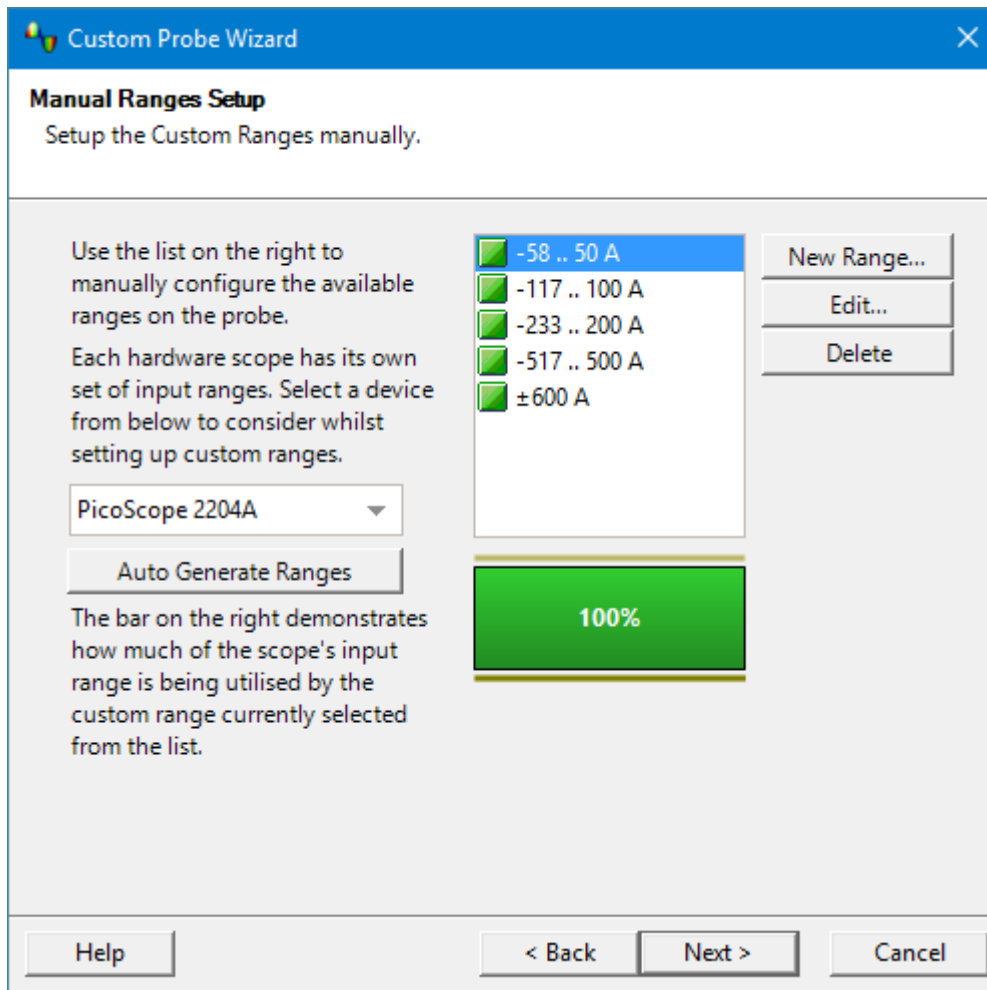 Custom Probe Wizard
Manual Ranges Setup
Setup the Custom Ranges manually.
Use the list on the right to
manually configure the available
ranges on the probe.
Each hardware scope has its own
set of input ranges. Select a device
from below to consider whilst
setting up custom ranges.
PicoScope 2204A
Auto Generate Ranges
The bar on the right demonstrates
how much of the scope's input
range is being utilised by the
custom range currently selected
from the list.
-58 .. 50 A
-117 .. 100 A
-233 .. 200 A
-517 .. 500 A
±600 A
100%
New Range...
Edit...
Delete
Help
< Back
Next >
Cancel